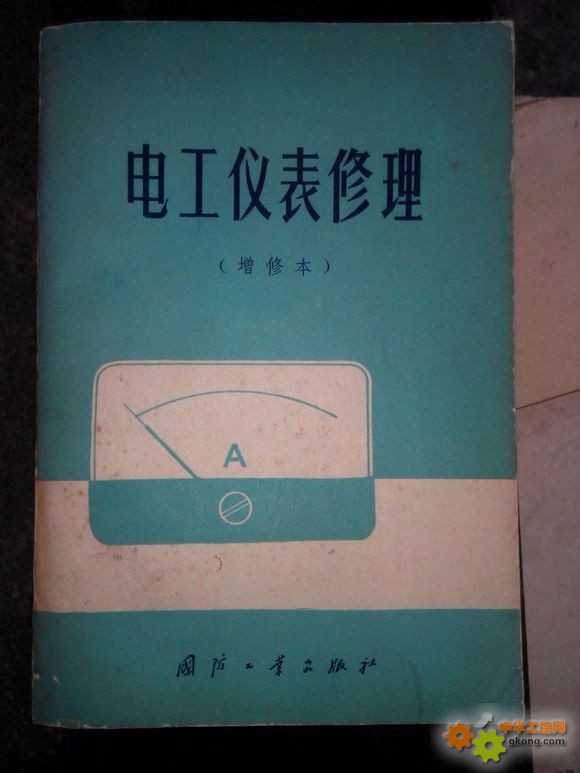 电工仪表修理
（增修本）
A
国防工业出版社
中华工控网
gkong.com